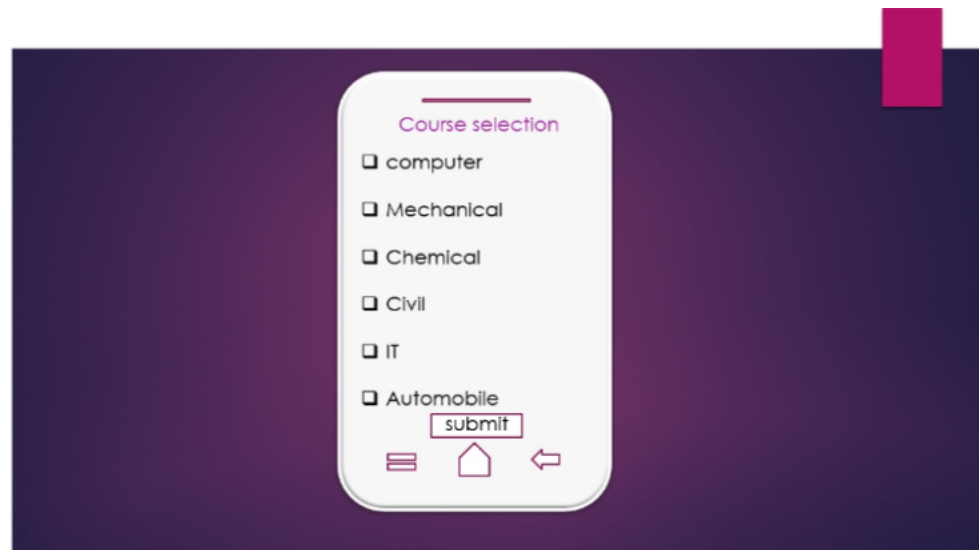 Course selection
computer
Mechanical
Chemical
Civil
IT
Automobile
submit